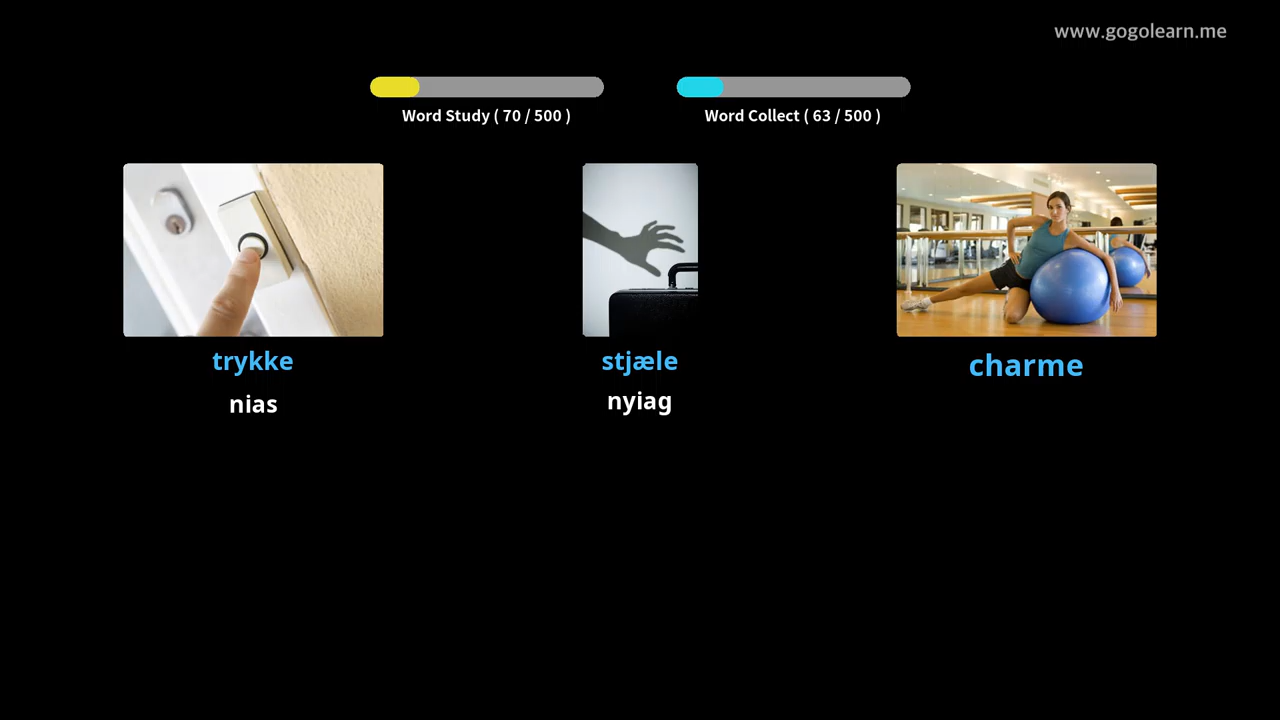 www.gogolearn.me
Word Study ( 70 / 500 )
Word Collect ( 63 / 500 )
trykke
nias
stjæle
nyiag
charme